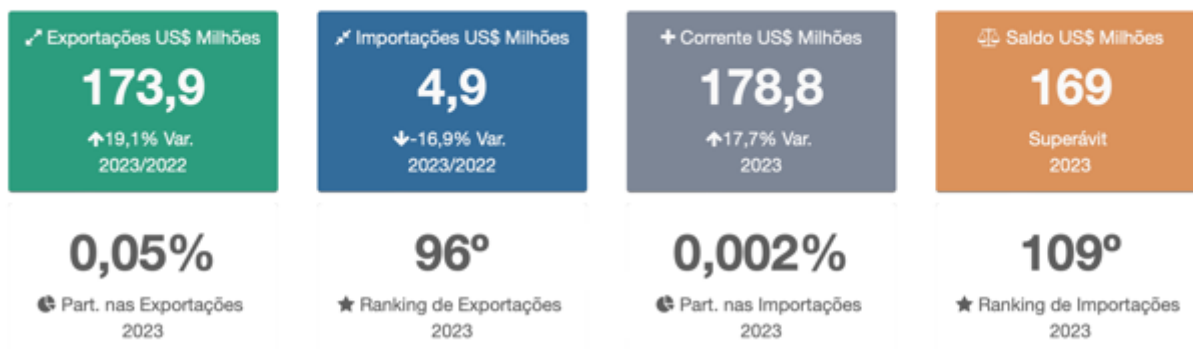 Exportações US$ Milhões
173,9
19,1% Var.
2023/2022
Importações US$ Milhões
4,9
-16,9% Var.
2023/2022
Corrente US$ Milhões
178,8
17,7% Var.
2023
Saldo US$ Milhões
169
Superávit
2023
0,05%
Part. nas Exportações
2023
96º
Ranking de Exportações
2023
0,002%
Part. nas Importações
2023
109º
Ranking de Importações
2023